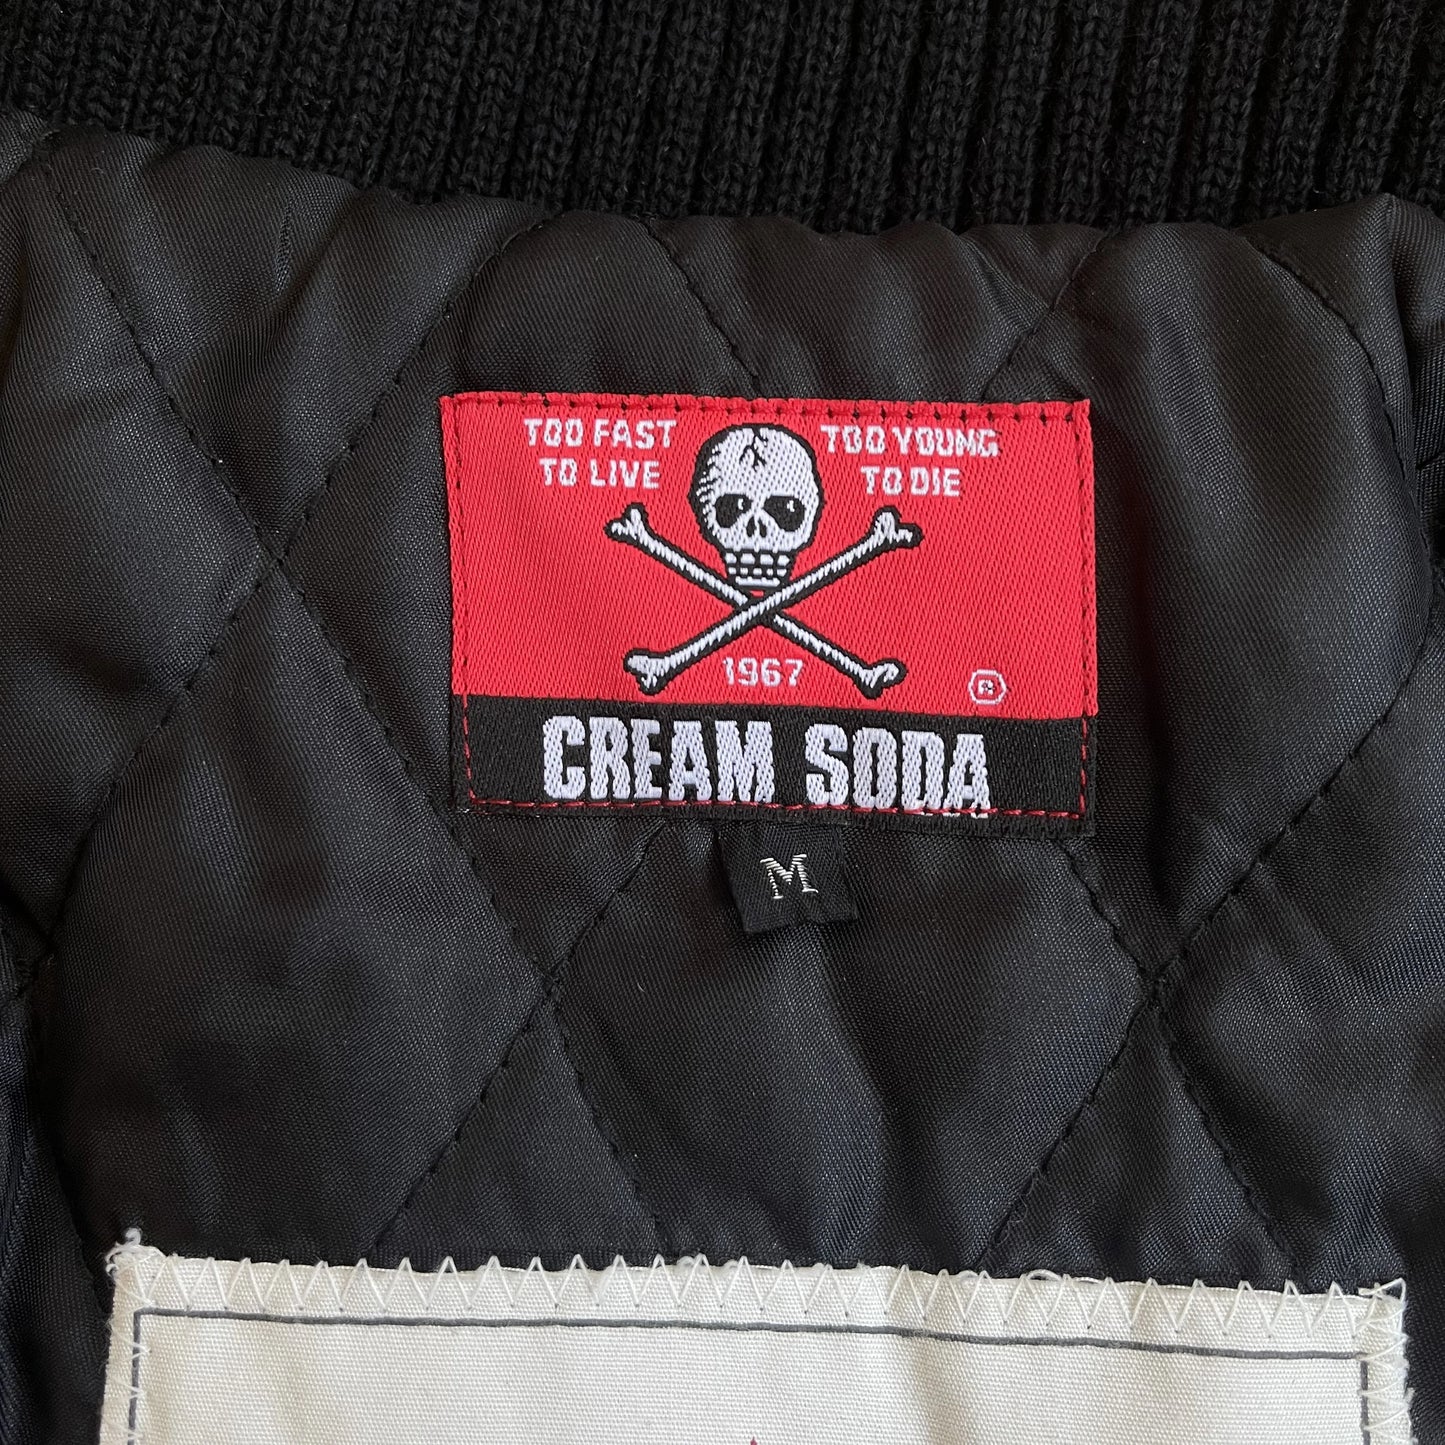 TOO FAST
TO LIVE
TOO YOUNG
TO DIE
1967
®
CREAM SODA
M